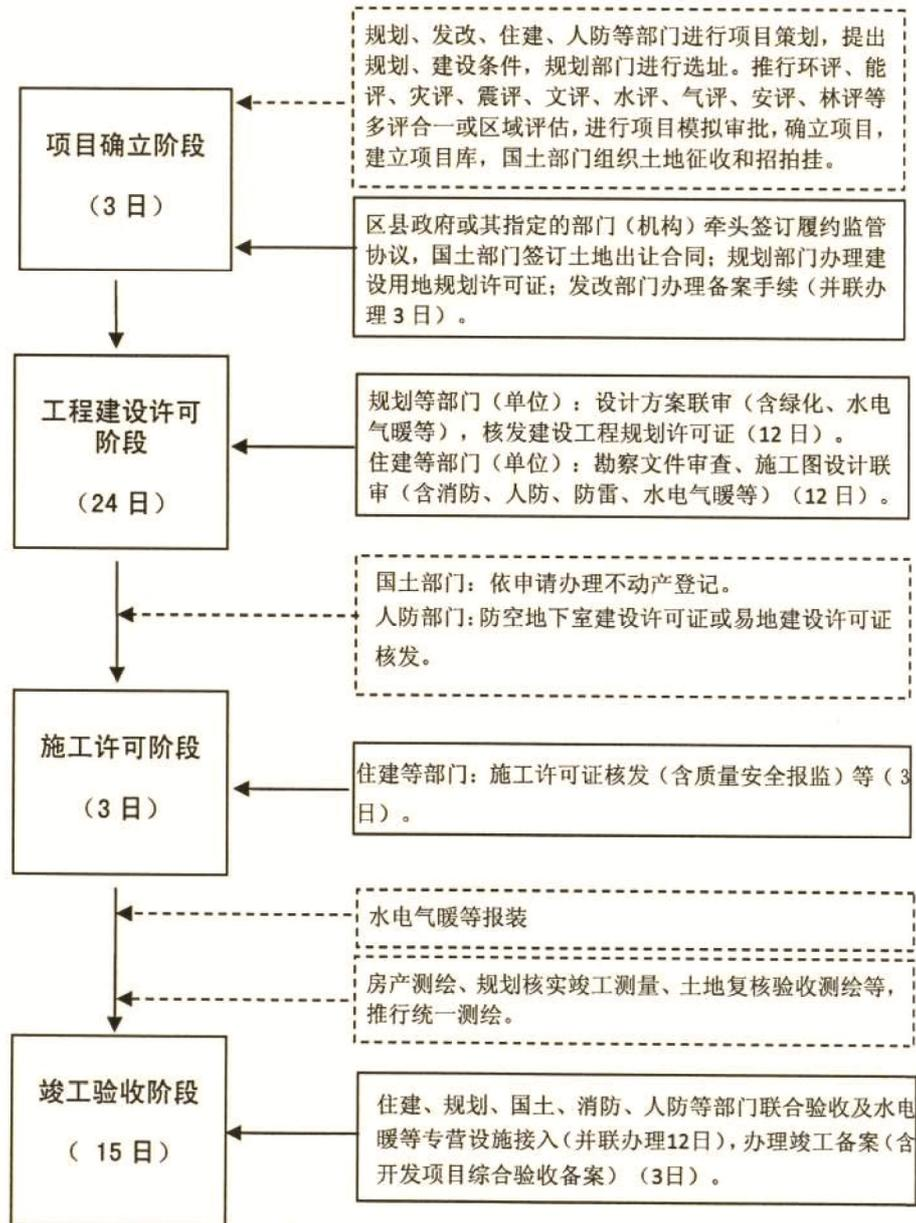 规划、发改、住建、人防等部门进行项目策划，提出
规划、建设条件，规划部门进行选址。推行环评、能
评、灾评、震评、文评、水评、气评、安评、林评等
多评合一或区域评估，进行项目模拟审批，确立项目，
建立项目库，国土部门组织土地征收和招拍挂。
项目确立阶段
（3 日）
区县政府或其指定的部门（机构）牵头签订履约监管
协议，国土部门签订土地出让合同；规划部门办理建
设用地规划许可证；发改部门办理备案手续（并联办
理 3 日）。
工程建设许可
阶段
（24 日）
规划等部门（单位）：设计方案联审（含绿化、水电
气暖等），核发建设工程规划许可证（12 日）。
住建等部门（单位）：勘察文件审查、施工图设计联
审（含消防、人防、防雷、水电气暖等）（12 日）。
国土部门：依申请办理不动产登记。
人防部门：防空地下室建设许可证或易地建设许可证
核发。
施工许可阶段
（3 日）
住建等部门：施工许可证核发（含质量安全报监）等（3
日）。
水电气暖等报装
房产测绘、规划核实竣工测量、土地复核验收测绘等，
推行统一测绘。
竣工验收阶段
（ 15 日）
住建、规划、国土、消防、人防等部门联合验收及水电
暖等专营设施接入（并联办理12日），办理竣工备案（含
开发项目综合验收备案）（3日）。